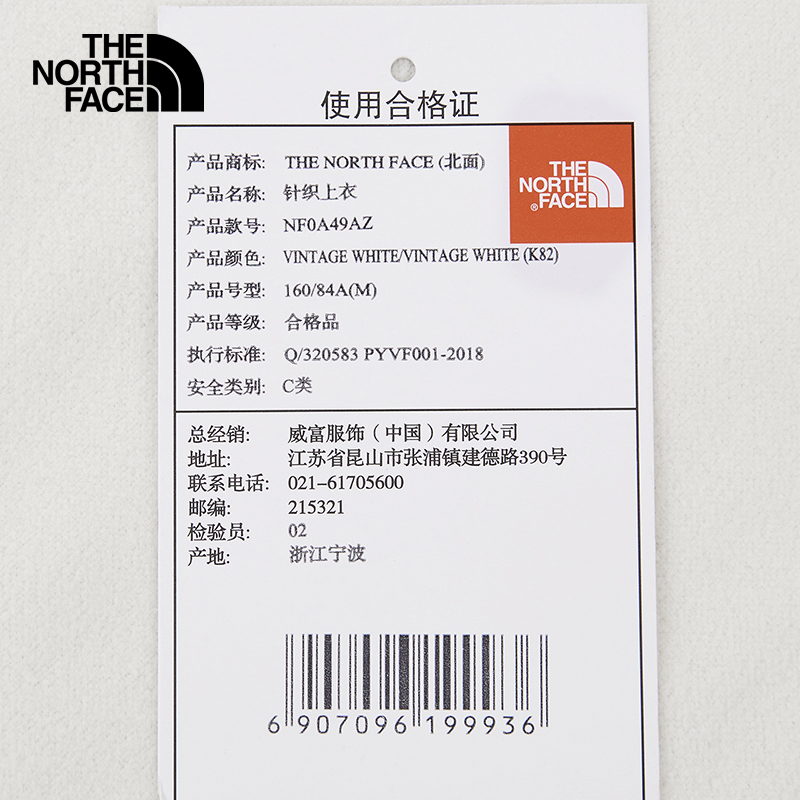 THE
NORTH
FACE
使用合格证
THE
NORTH
FACE
®
产品商标: THE NORTH FACE (北面)
产品名称: 针织上衣
产品款号: NF0A49AZ
产品颜色: VINTAGE WHITE/VINTAGE WHITE (K82)
产品号型: 160/84A(M)
产品等级: 合格品
执行标准: Q/320583 PYVF001-2018
安全类别: C类
总经销: 威富服饰（中国）有限公司
地址: 江苏省昆山市张浦镇建德路390号
联系电话: 021-61705600
邮编: 215321
检验员: 02
产地: 浙江宁波
6 907096 199936